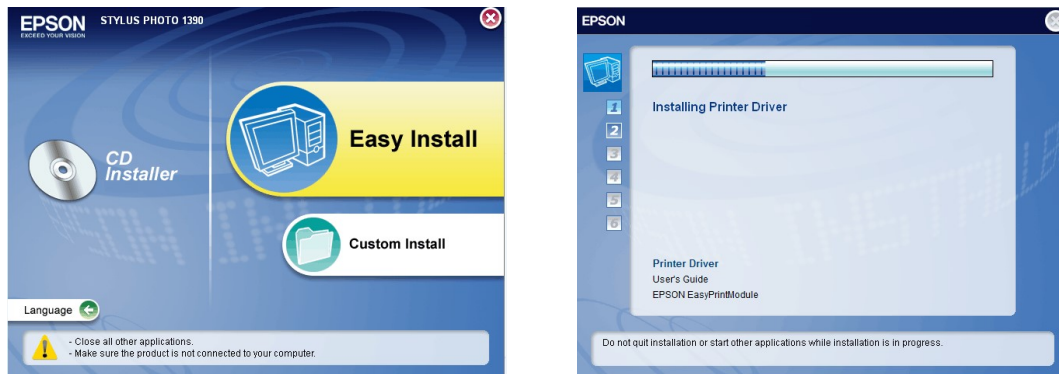 EPSON
EXCEED YOUR VISION
STYLUS PHOTO 1390
Easy Install
CD
Installer
Custom Install
Language
- Close all other applications.
- Make sure the product is not connected to your computer.
EPSON
1
Installing Printer Driver
2
3
4
5
6
Printer Driver
User's Guide
EPSON EasyPrintModule
Do not quit installation or start other applications while installation is in progress.